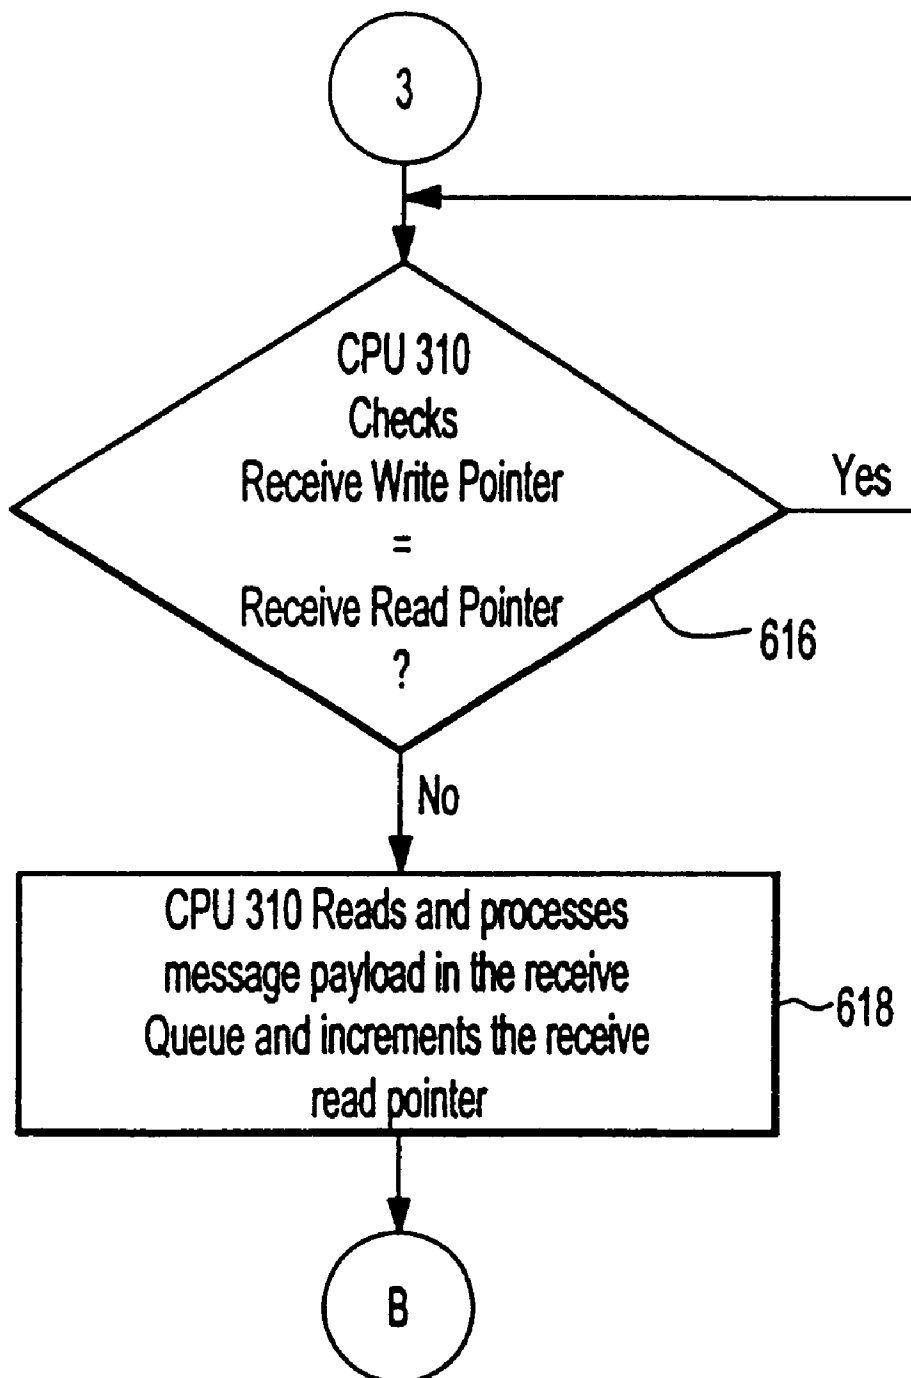 3
CPU 310
Checks
Receive Write Pointer
=
Receive Read Pointer
?
Yes
616
No
CPU 310 Reads and processes
message payload in the receive
Queue and increments the receive
read pointer
618
B